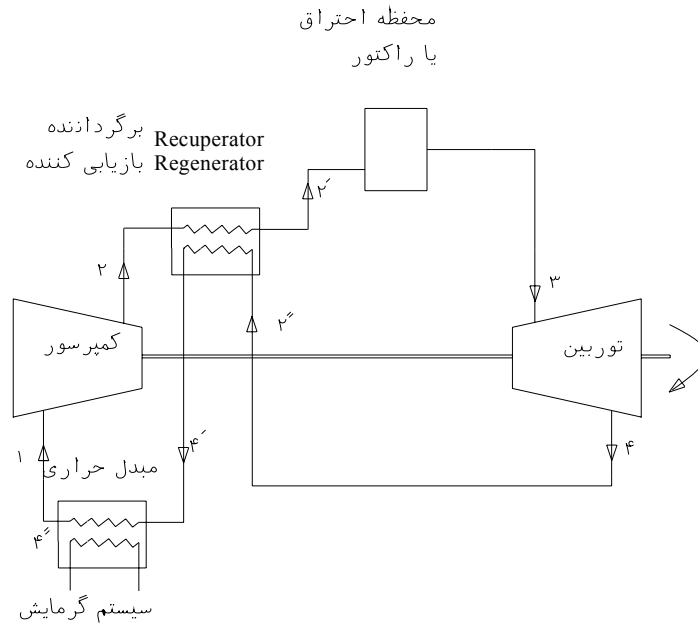 محفظه احتراق
یا راکتور
برگرداننده Recuperator
بازیابی کننده Regenerator
۲′
۲
۳
۲″
کمپرسور
توربین
۴′
۴
۱
مبدل حراری
۴″
سیستم گرمایش